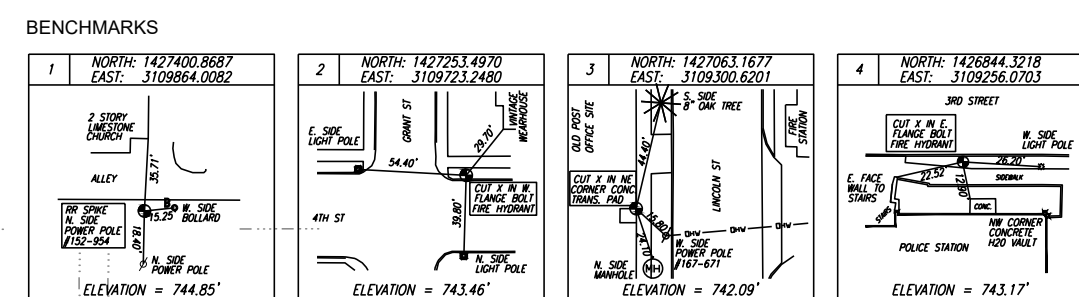 BENCHMARKS
1
NORTH: 1427400.8687
EAST: 3109864.0082
2 STORY
LIMESTONE
CHURCH
35.71'
ALLEY
RR SPIKE
N. SIDE
POWER POLE
#152-954
W. SIDE
BOLLARD
15.25
18.40'
N. SIDE
POWER POLE
ELEVATION = 744.85'
2
NORTH: 1427253.4970
EAST: 3109723.2480
GRANT ST
VINTAGE
WEARHOUSE
E. SIDE
LIGHT POLE
29.70'
54.40'
CUT X IN W.
FLANGE BOLT
FIRE HYDRANT
39.80'
4TH ST
N. SIDE
LIGHT POLE
ELEVATION = 743.46'
3
NORTH: 1427063.1677
EAST: 3109300.6201
OLD POST
OFFICE SITE
S. SIDE
8" OAK TREE
FIRE
STATION
44.40'
CUT X IN NE
CORNER CONC.
TRANS. PAD
LINCOLN ST
15.80'
OHW
OHW
OHW
24.10'
W. SIDE
POWER POLE
#167-671
N. SIDE
MANHOLE
MH
ELEVATION = 742.09'
4
NORTH: 1426844.3218
EAST: 3109256.0703
3RD STREET
CUT X IN E.
FLANGE BOLT
FIRE HYDRANT
W. SIDE
LIGHT POLE
26.20'
22.52'
12.90
SIDEWALK
E. FACE
WALL TO
STAIRS
STAIRS
CONC.
NW CORNER
CONCRETE
H20 VAULT
POLICE STATION
ELEVATION = 743.17'